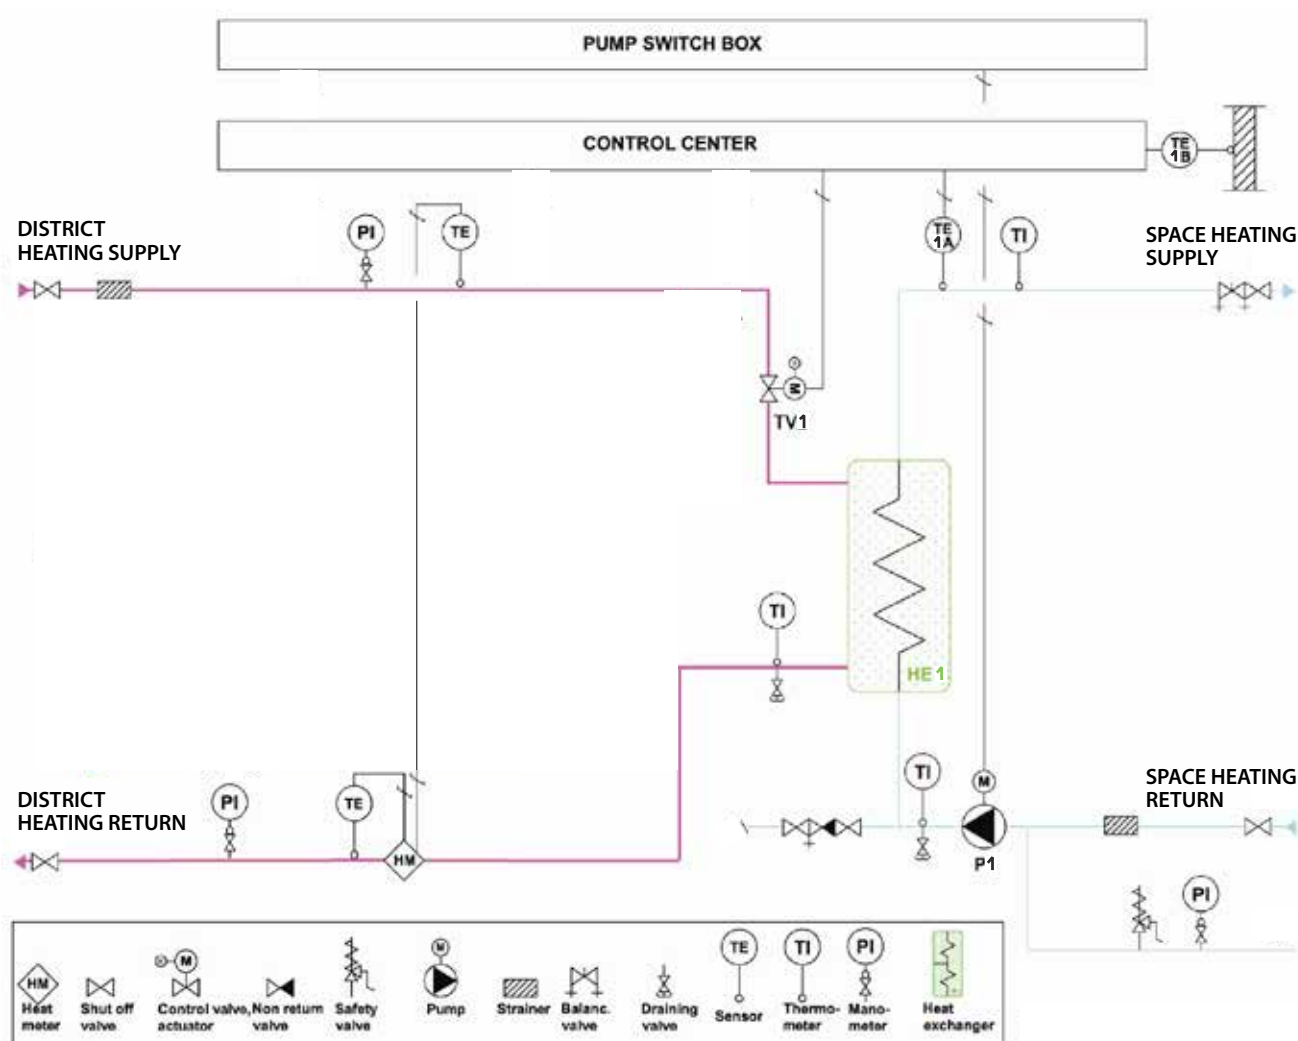 PUMP SWITCH BOX
CONTROL CENTER
TE
1B
DISTRICT
HEATING SUPPLY
PI
TE
TE
1A
TI
SPACE HEATING
SUPPLY
M
TV1
TI
HE 1
DISTRICT
HEATING RETURN
PI
TE
HM
TI
M
P1
SPACE HEATING
RETURN
PI
HM
Heat
meter
Shut off
valve
M
Control valve,
actuator
Non return
valve
Safety
valve
M
Pump
Strainer
Balanc.
valve
Draining
valve
TE
Sensor
TI
Thermo-
meter
PI
Mano-
meter
Heat
exchanger